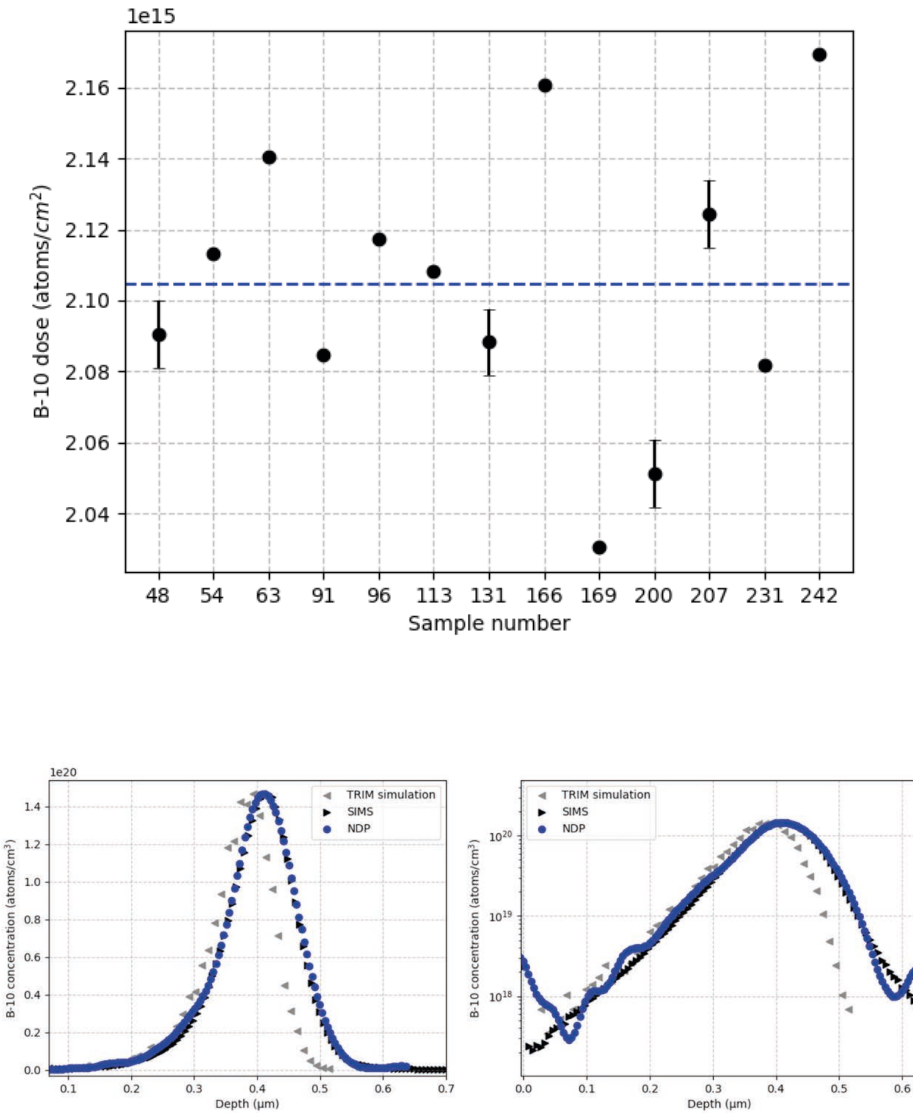 1e15
B-10 dose (atoms/cm²)
2.16
2.14
2.12
2.10
2.08
2.06
2.04
48 54 63 91 96 113 131 166 169 200 207 231 242
Sample number
1e20
B-10 concentration (atoms/cm³)
1.4
1.2
1.0
0.8
0.6
0.4
0.2
0.0
TRIM simulation
SIMS
NDP
0.1 0.2 0.3 0.4 0.5 0.6 0.7
Depth (μm)
B-10 concentration (atoms/cm³)
10²⁰
10¹⁹
10¹⁸
TRIM simulation
SIMS
NDP
0.0 0.1 0.2 0.3 0.4 0.5 0.6
Depth (μm)